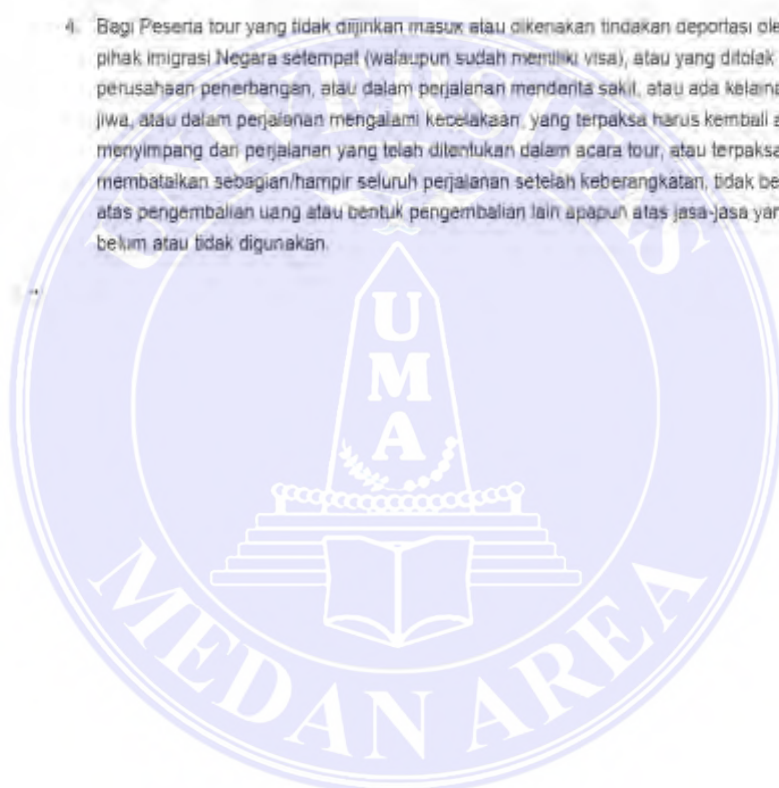 4. Bagi Peserta tour yang tidak diijinkan masuk atau dikenakan tindakan deportasi ole
pihak imigrasi Negara setempat (walaupun sudah memiliki visa), atau yang ditolak
perusahaan penerbangan, atau dalam perjalanan menderita sakit, atau ada kelaina
jiwa, atau dalam perjalanan mengalami kecelakaan, yang terpaksa harus kembali a
menyimpang dari perjalanan yang telah ditentukan dalam acara tour, atau terpaksa
membatalkan sebagian/hampir seluruh perjalanan setelah keberangkatan, tidak be
atas pengembalian uang atau bentuk pengembalian lain apapun atas jasa-jasa yan
belum atau tidak digunakan.
UNIVERSITAS
UMA
MEDAN AREA